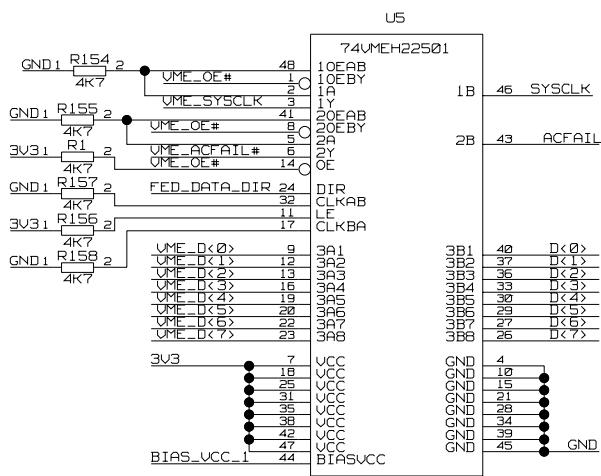 U5
74VMEH22501
GND 1 R154 2 48 1OEAB
4K7
VME_OE# 1 1OEBY
2 1A 1B 46 SYSCLK
VME_SYSCLK 3 1Y
GND 1 R155 2 41 2OEAB
4K7
VME_OE# 8 2OEBY
5 2A 2B 43 ACFAIL
VME_ACFAIL# 6 2Y
3V3 1 R1 2 VME_OE# 14 OE
4K7
GND 1 R157 2 FED_DATA_DIR 24 DIR
4K7
32 CLKAB
3V3 1 R156 2 11 LE
4K7
17 CLKBA
GND 1 R158 2
4K7
VME_D<0> 9 3A1 3B1 40 D<0>
VME_D<1> 12 3A2 3B2 37 D<1>
VME_D<2> 13 3A3 3B3 36 D<2>
VME_D<3> 16 3A4 3B4 33 D<3>
VME_D<4> 19 3A5 3B5 30 D<4>
VME_D<5> 20 3A6 3B6 29 D<5>
VME_D<6> 22 3A7 3B7 27 D<6>
VME_D<7> 23 3A8 3B8 26 D<7>
3V3 7 VCC GND 4
18 VCC GND 10
25 VCC GND 15
31 VCC GND 21
35 VCC GND 28
38 VCC GND 34
42 VCC GND 39
47 VCC GND 45 GND
BIAS_VCC_1 44 BIASVCC